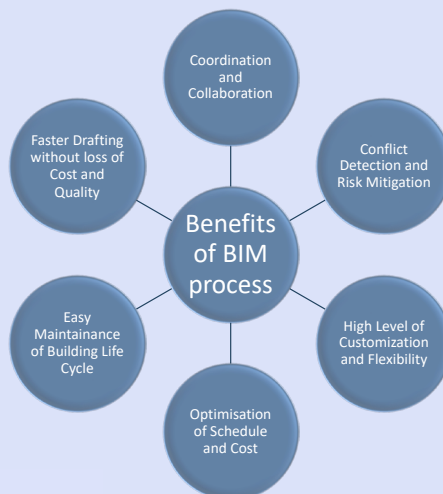 Coordination
and
Collaboration
Conflict
Detection and
Risk Mitigation
High Level of
Customization
and Flexibility
Optimisation
of Schedule
and Cost
Easy
Maintainance
of Building Life
Cycle
Faster Drafting
without loss of
Cost and
Quality
Benefits
of BIM
process